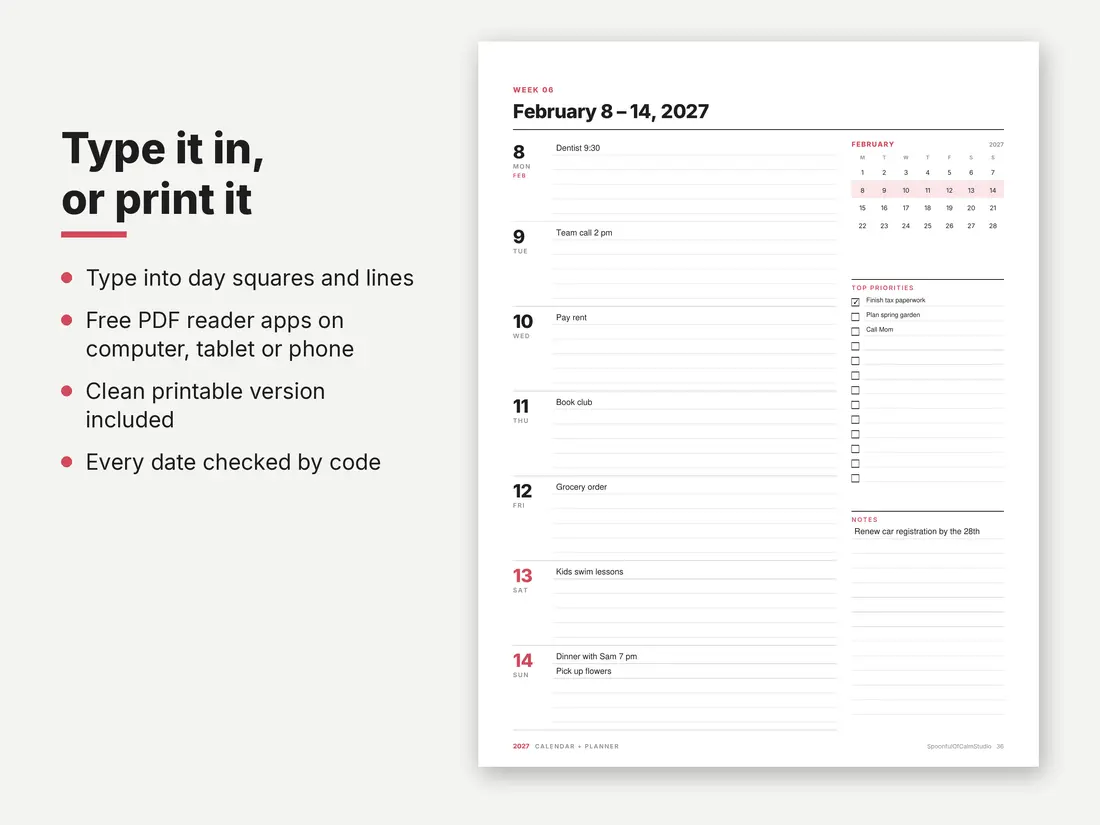 Type it in,
or print it
Type into day squares and lines
Free PDF reader apps on
computer, tablet or phone
Clean printable version
included
Every date checked by code
WEEK 06
February 8 – 14, 2027
8
MON
FEB
Dentist 9:30
9
TUE
Team call 2 pm
10
WED
Pay rent
11
THU
Book club
12
FRI
Grocery order
13
SAT
Kids swim lessons
14
SUN
Dinner with Sam 7 pm
Pick up flowers
FEBRUARY 2027
M T W T F S S
1 2 3 4 5 6 7
8 9 10 11 12 13 14
15 16 17 18 19 20 21
22 23 24 25 26 27 28
TOP PRIORITIES
Finish tax paperwork
Plan spring garden
Call Mom
NOTES
Renew car registration by the 28th
2027 CALENDAR + PLANNER
SpoonfulOfCalmStudio 36